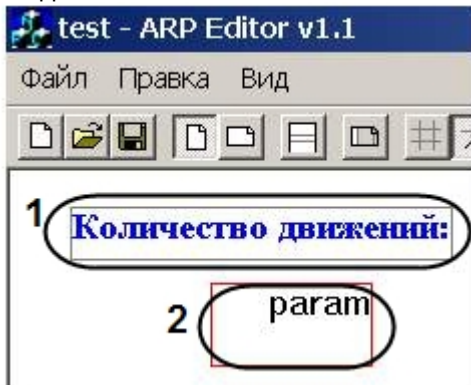 test - ARP Editor v1.1
Файл Правка Вид
1
Количество движений:
param
2